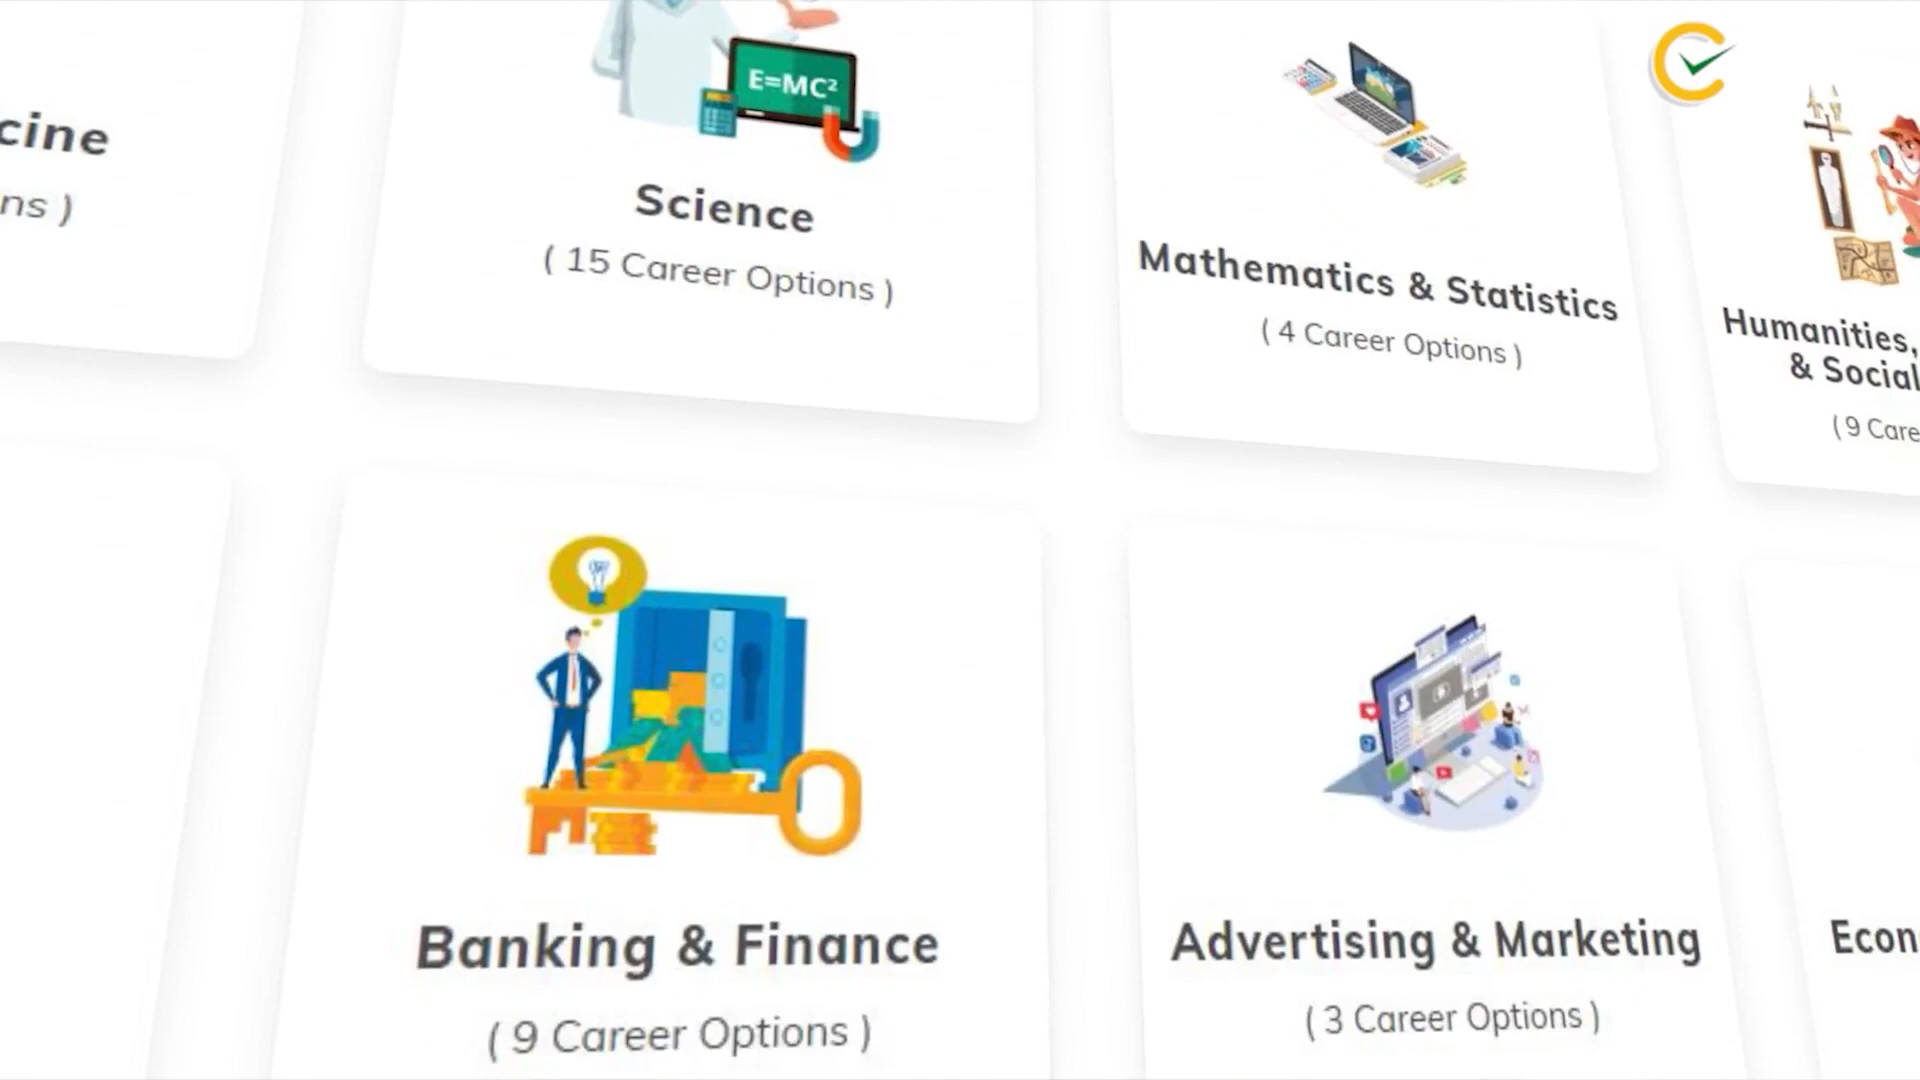 cine
ns )
E=MC²
Science
( 15 Career Options )
Mathematics & Statistics
( 4 Career Options )
Humanities,
& Social
( 9 Care
Banking & Finance
( 9 Career Options )
Advertising & Marketing
( 3 Career Options )
Econ